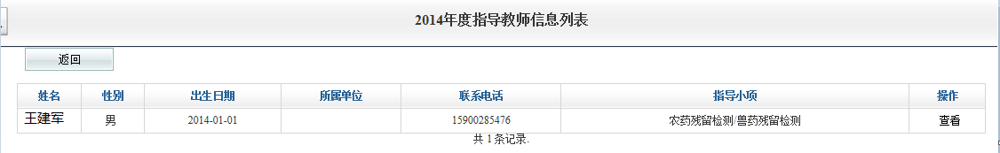 2014年度指导教师信息列表
返回
姓名 性别 出生日期 所属单位 联系电话 指导小项 操作
王建军 男 2014-01-01 15900285476 农药残留检测/兽药残留检测 查看
共 1 条记录.